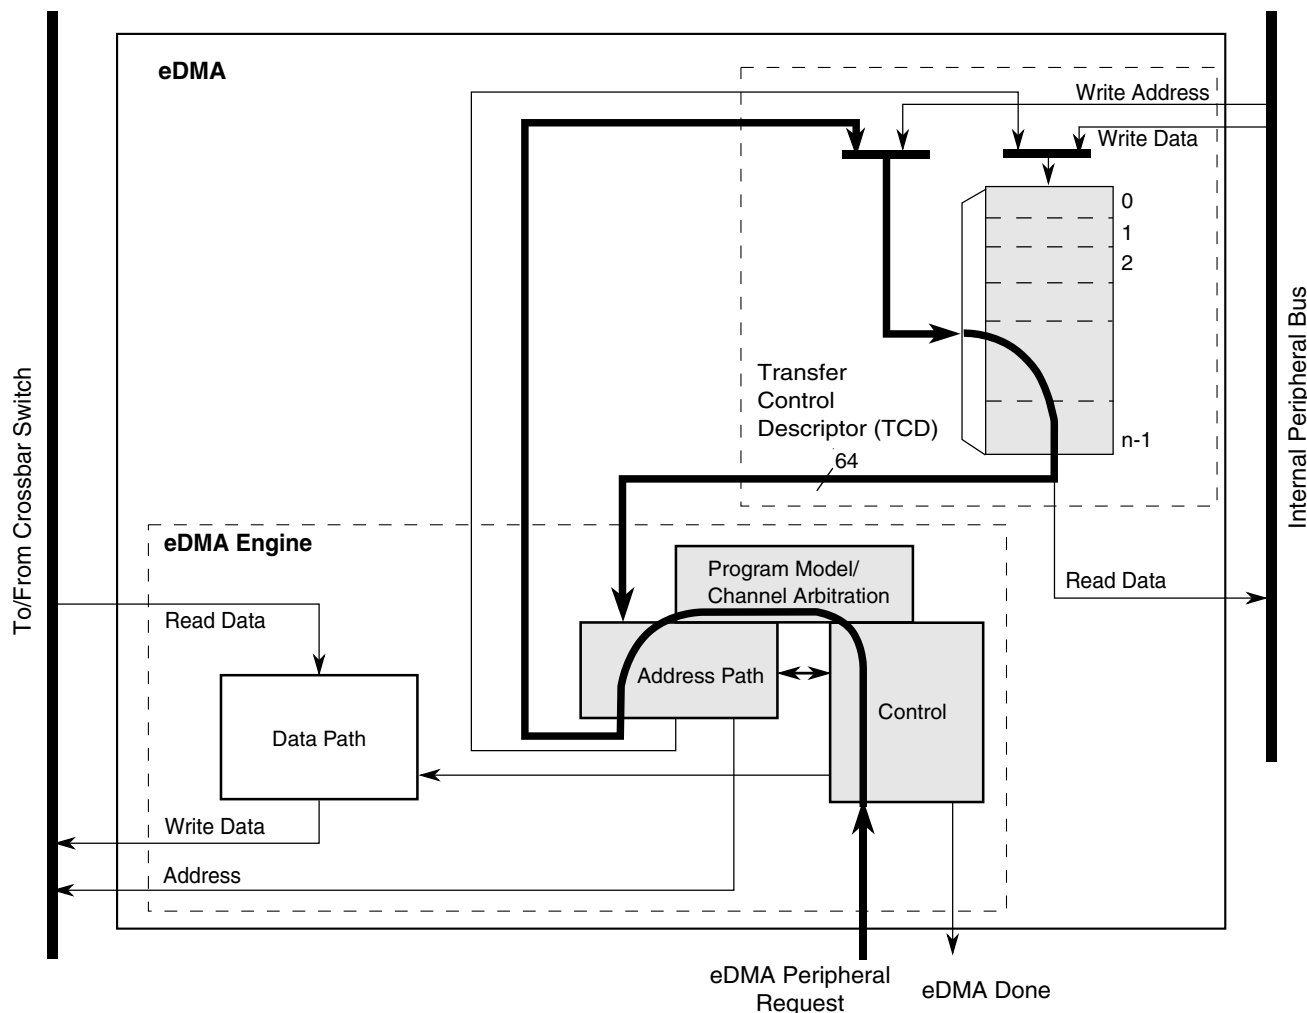 eDMA
Write Address
Write Data
0
1
2
Transfer
Control
Descriptor (TCD)
n-1
64
To/From Crossbar Switch
Internal Peripheral Bus
eDMA Engine
Program Model/
Channel Arbitration
Read Data
Read Data
Address Path
Control
Data Path
Write Data
Address
eDMA Peripheral
Request
eDMA Done